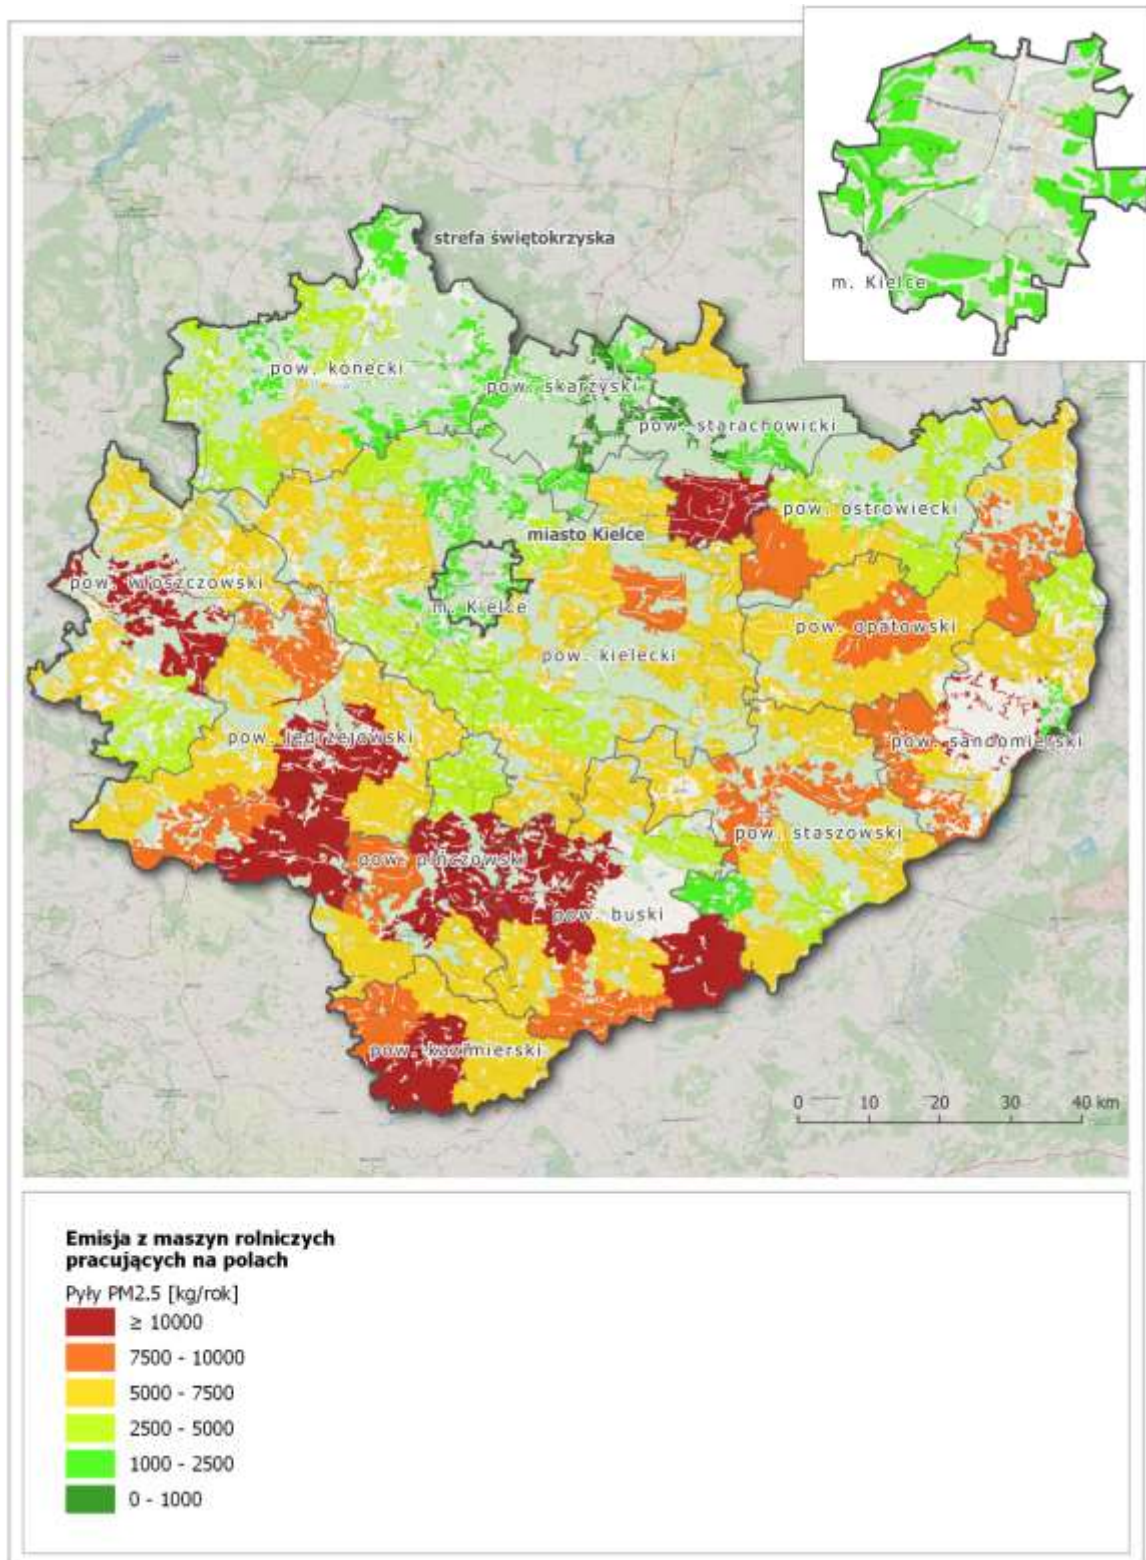 m. Kielce
strefa świętokrzyska
pow. konecki
pow. skarżyski
pow. starachowicki
pow. ostrowiecki
miasto Kielce
pow. włoszczowski
m. Kielce
pow. opatowski
pow. kielecki
pow. jędrzejowski
pow. sandomierski
pow. staszowski
pow. pińczowski
pow. buski
pow. kazimierski
0 10 20 30 40 km
Emisja z maszyn rolniczych
pracujących na polach
Pyły PM2.5 [kg/rok]
≥ 10000
7500 - 10000
5000 - 7500
2500 - 5000
1000 - 2500
0 - 1000